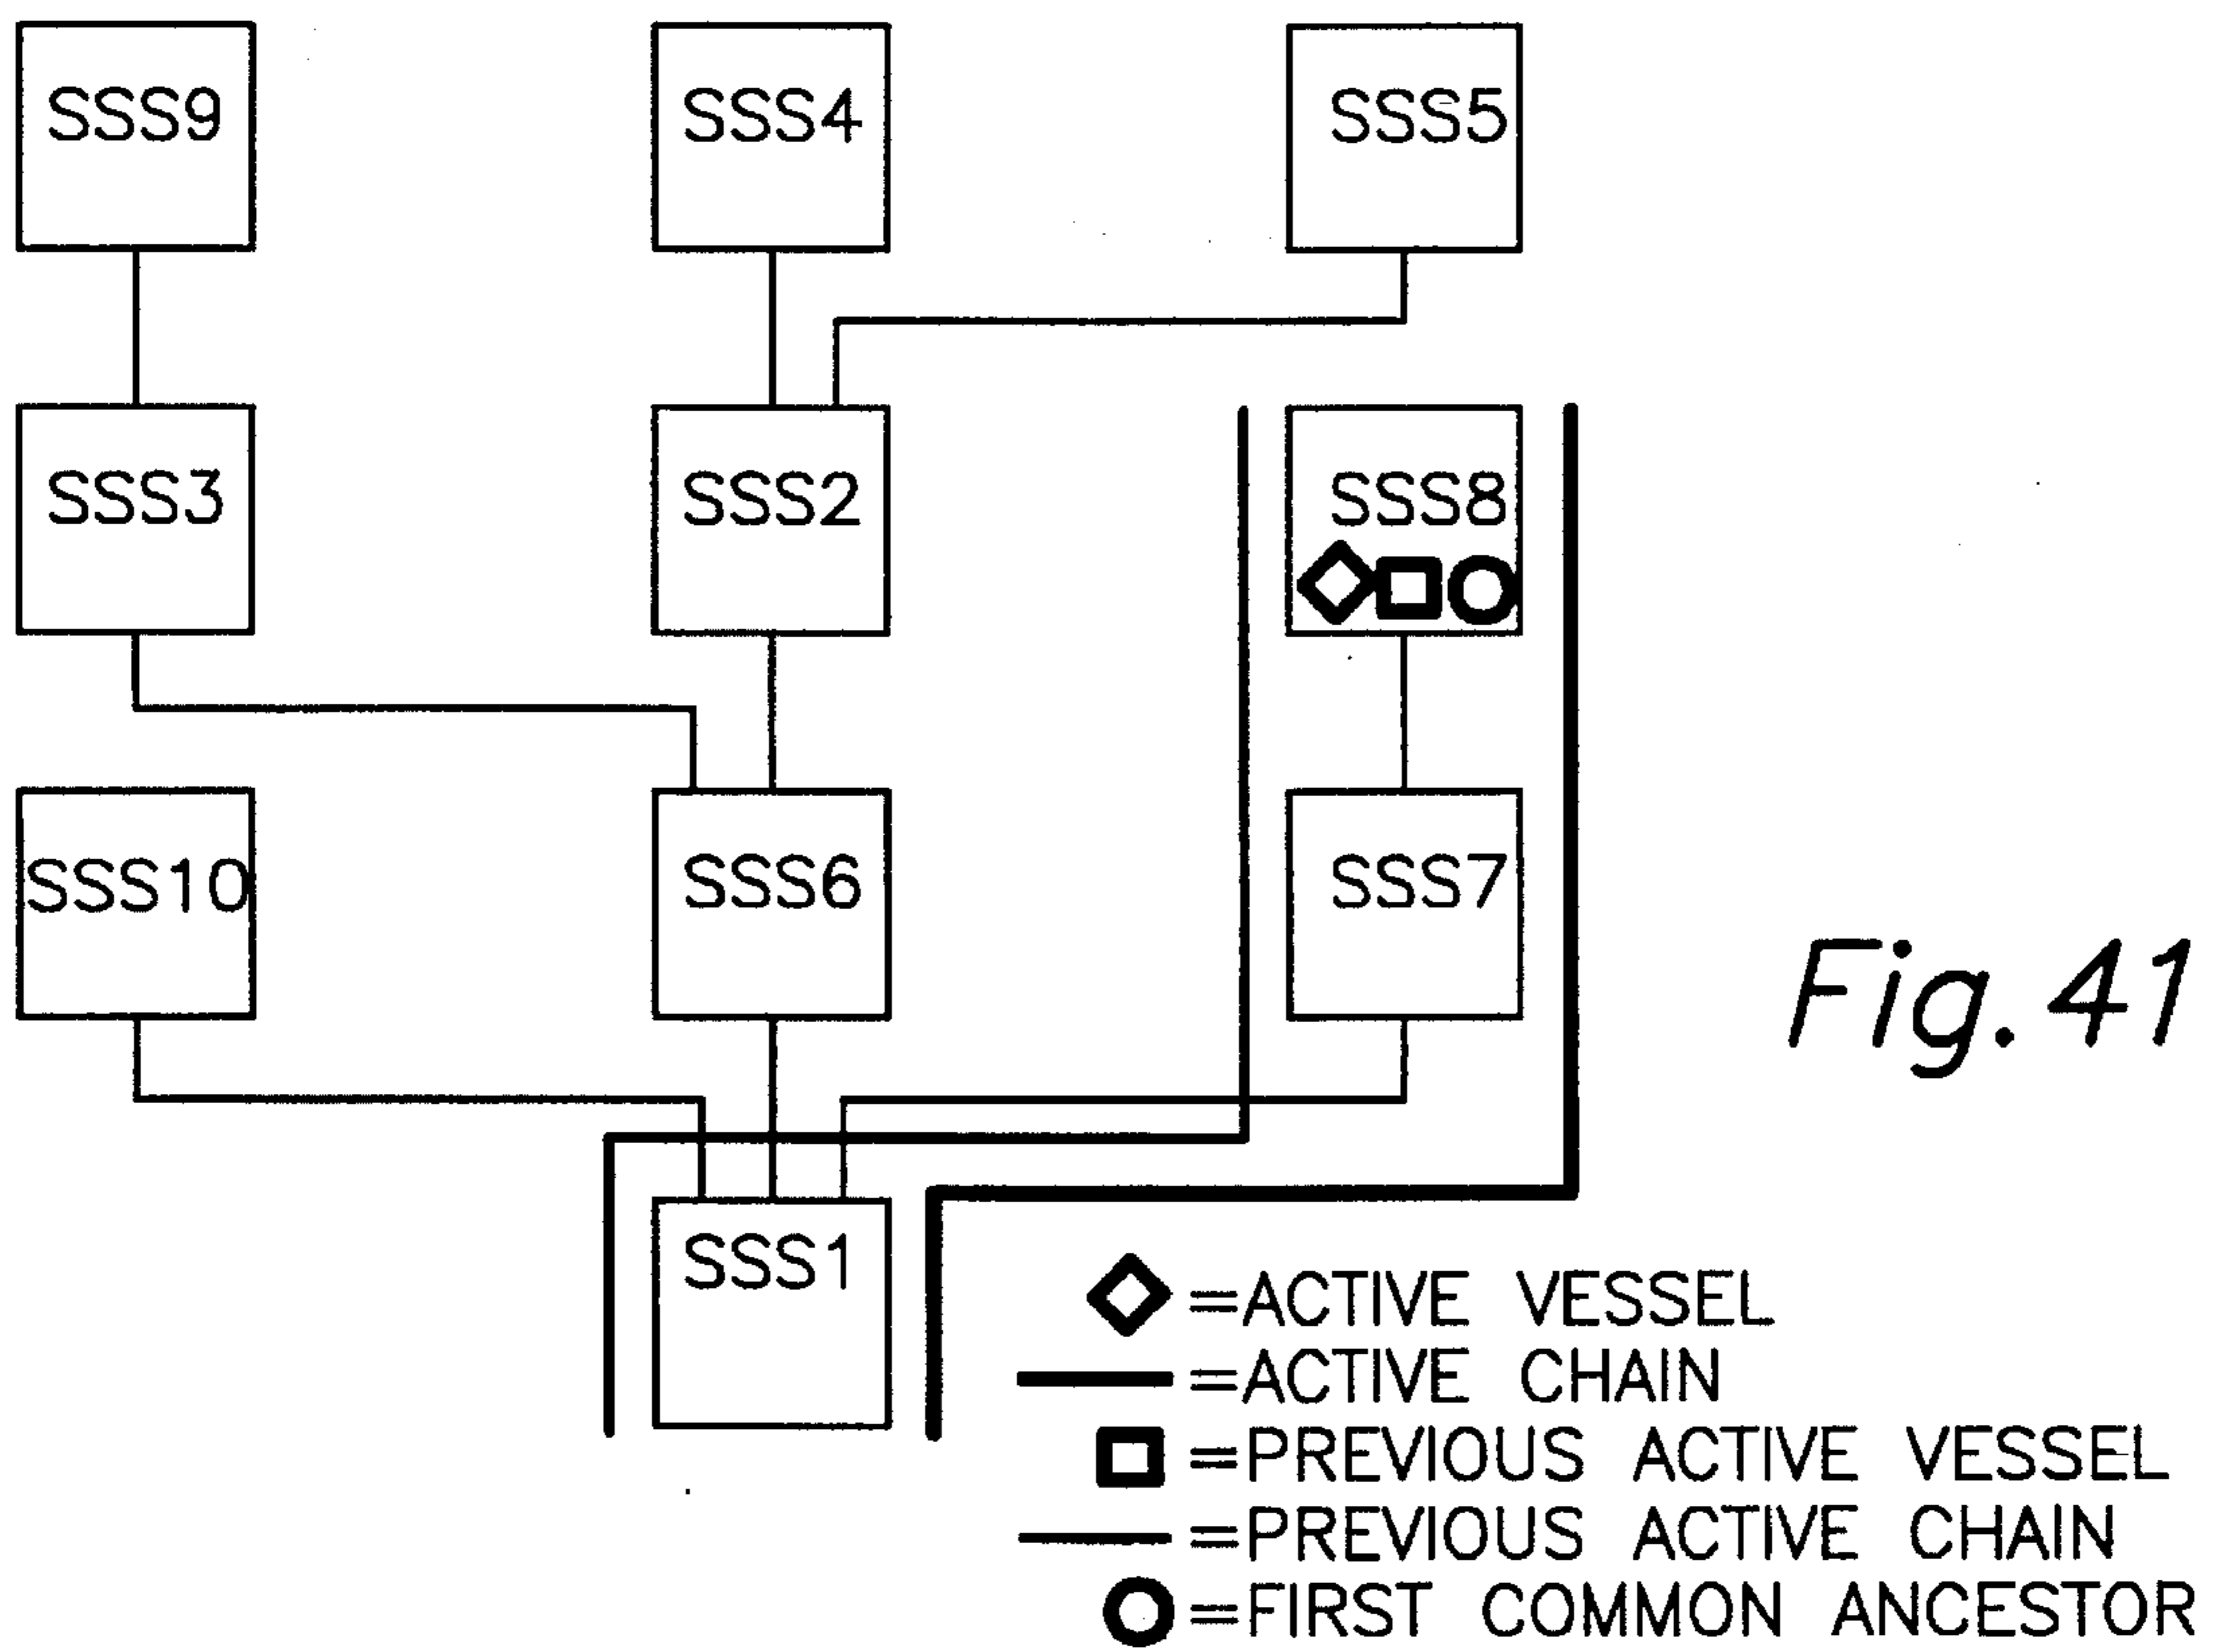 SSS9
SSS4
SSS5
SSS3
SSS2
SSS8
SSS10
SSS6
SSS7
Fig. 41
SSS1
=ACTIVE VESSEL
=ACTIVE CHAIN
=PREVIOUS ACTIVE VESSEL
=PREVIOUS ACTIVE CHAIN
=FIRST COMMON ANCESTOR